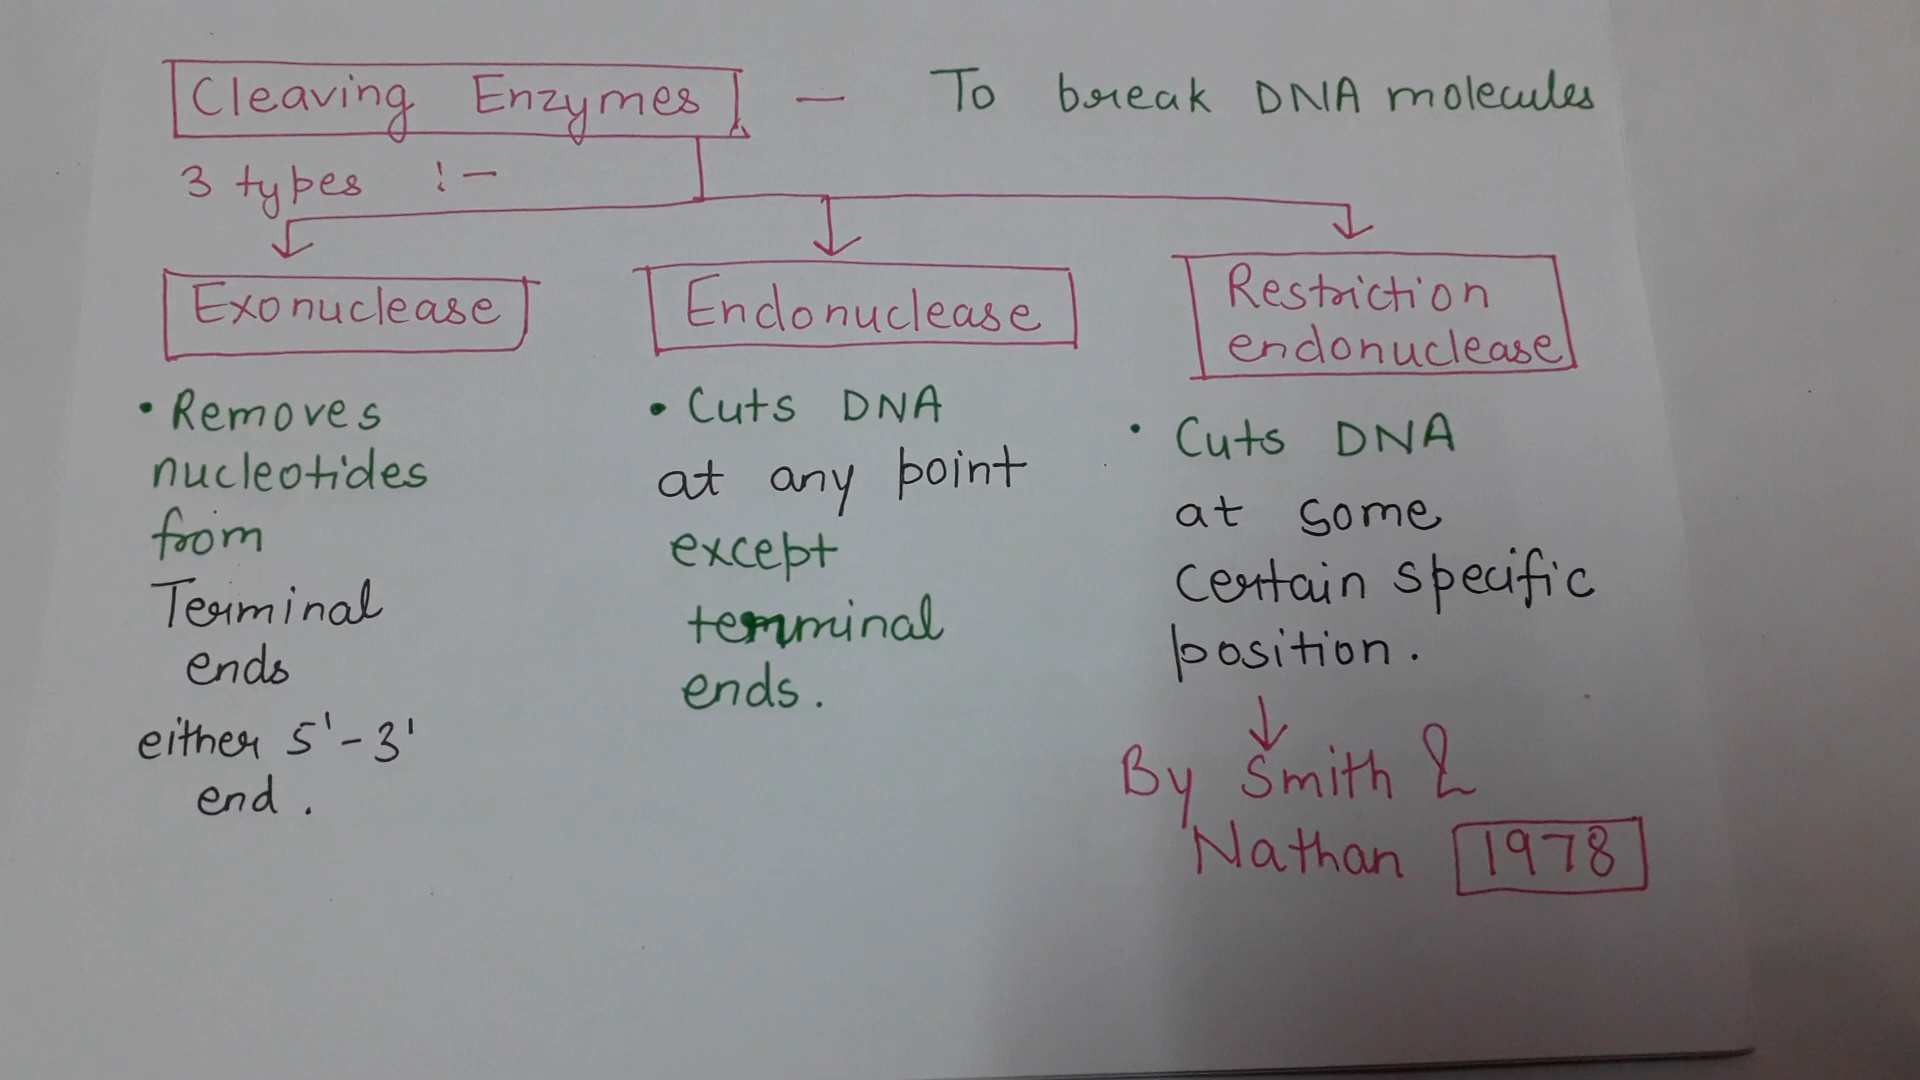 Cleaving Enzymes — To break DNA molecules
3 types :-
Exonuclease
• Removes
nucleotides
from
Terminal
ends
either 5'-3'
end.
Endonuclease
• Cuts DNA
at any point
except
terminal
ends.
Restriction
endonuclease
• Cuts DNA
at some
certain specific
position.
By Smith &
Nathan 1978